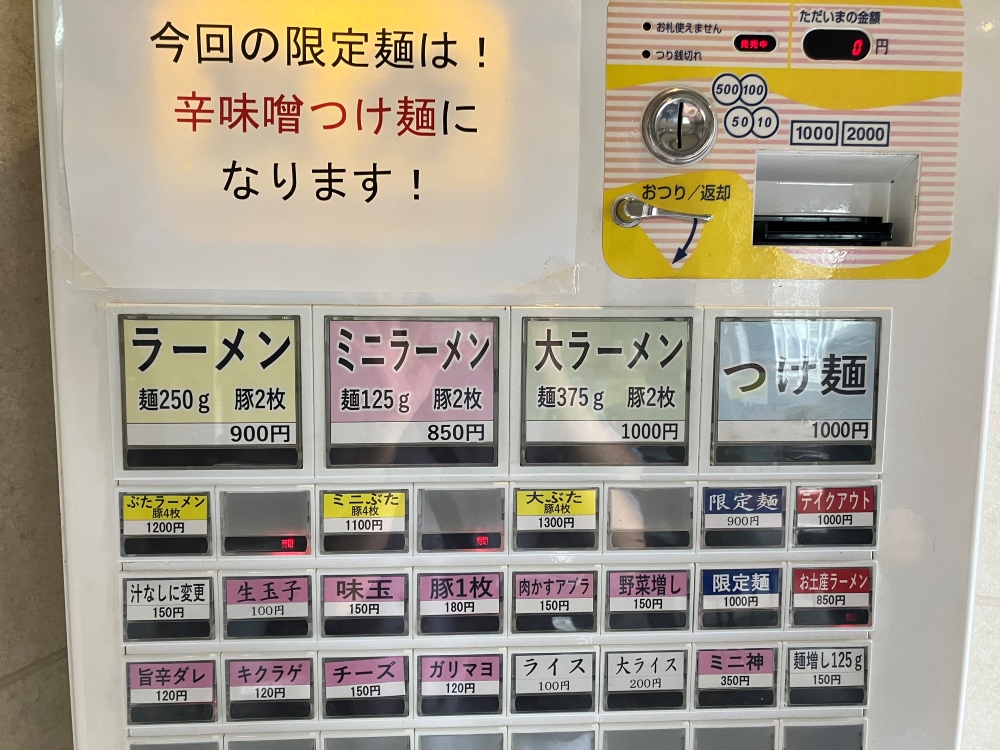 今回の限定麺は！
辛味噌つけ麺に
なります！
お札使えません
つり銭切れ
発売中
ただいまの金額
0円
500 100
50 10
1000 2000
おつり／返却
ラーメン
麺250g 豚2枚
900円
ミニラーメン
麺125g 豚2枚
850円
大ラーメン
麺375g 豚2枚
1000円
つけ麺
1000円
ぶたラーメン
豚4枚
1200円
売切
ミニぶた
豚4枚
1100円
売切
大ぶた
豚4枚
1300円
限定麺
900円
テイクアウト
1000円
汁なしに変更
150円
生玉子
100円
味玉
150円
豚1枚
180円
肉かすアブラ
150円
野菜増し
150円
限定麺
1000円
お土産ラーメン
850円
旨辛ダレ
120円
キクラゲ
120円
チーズ
150円
ガリマヨ
120円
ライス
100円
大ライス
200円
ミニ神
350円
麺増し125g
150円